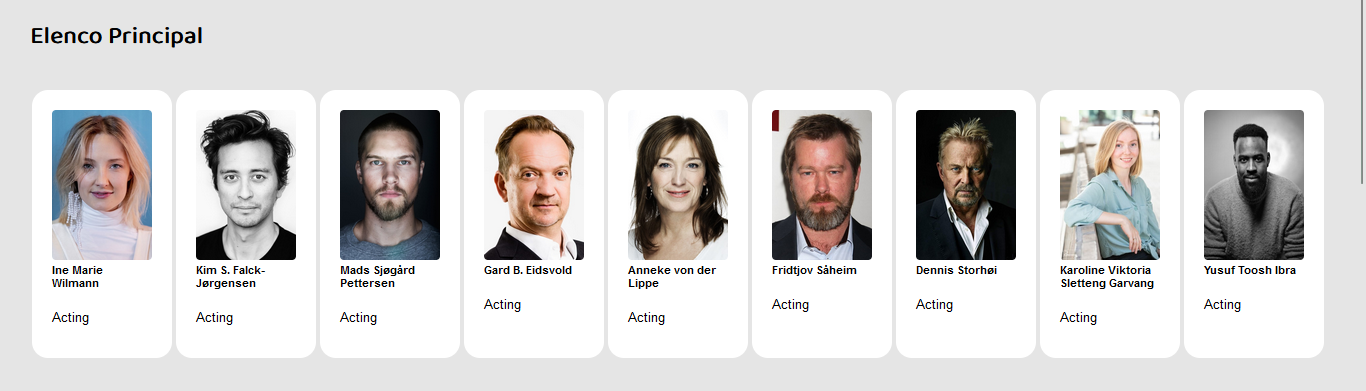 Elenco Principal
Ine Marie
Wilmann
Acting
Kim S. Falck-
Jørgensen
Acting
Mads Sjøgård
Pettersen
Acting
Gard B. Eidsvold
Acting
Anneke von der
Lippe
Acting
Fridtjov Såheim
Acting
Dennis Storhøi
Acting
Karoline Viktoria
Sletteng Garvang
Acting
Yusuf Toosh Ibra
Acting